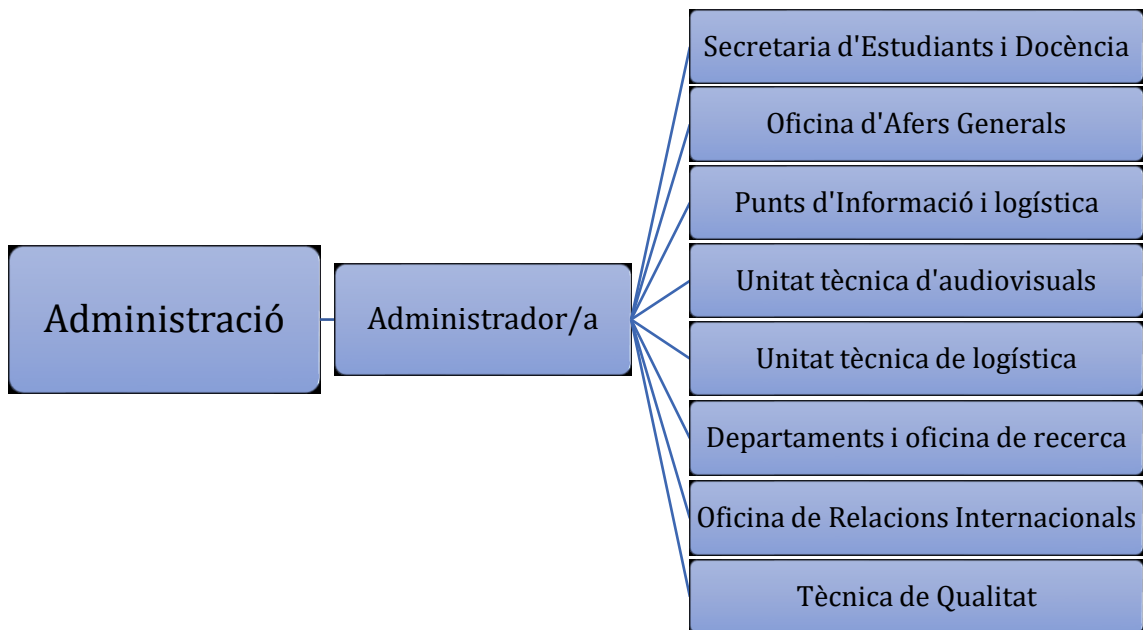 Administració
Administrador/a
Secretaria d'Estudiants i Docència
Oficina d'Afers Generals
Punts d'Informació i logística
Unitat tècnica d'audiovisuals
Unitat tècnica de logística
Departaments i oficina de recerca
Oficina de Relacions Internacionals
Tècnica de Qualitat